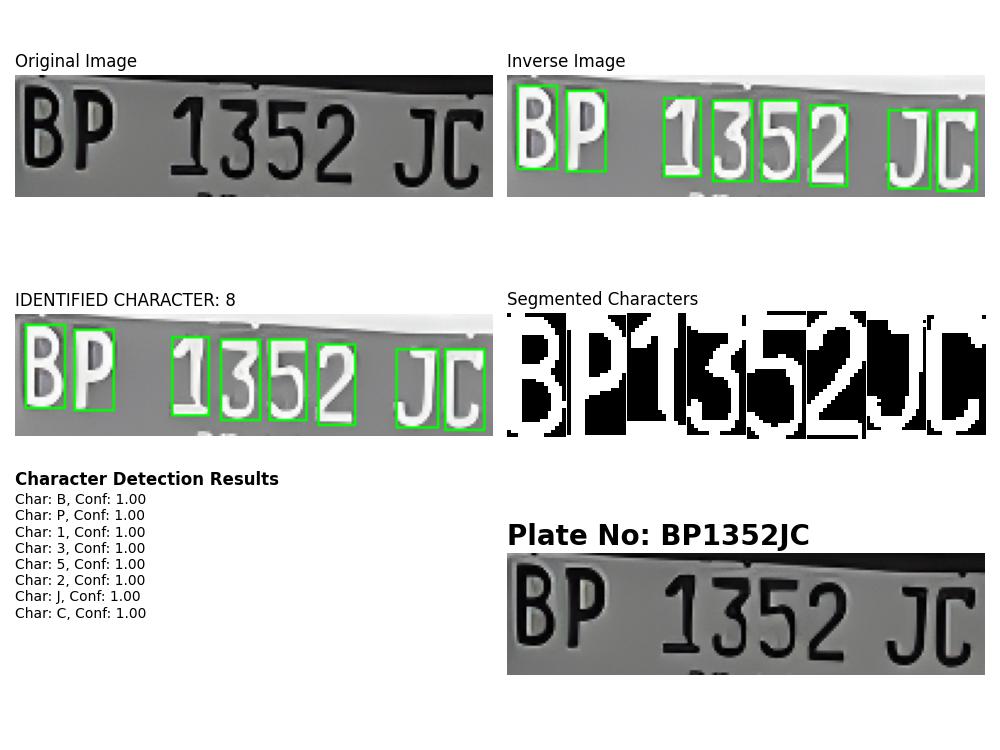 Original Image
BP 1352 JC
Inverse Image
BP 1352 JC
IDENTIFIED CHARACTER: 8
BP 1352 JC
Segmented Characters
BP1352JC
Character Detection Results
Char: B, Conf: 1.00
Char: P, Conf: 1.00
Char: 1, Conf: 1.00
Char: 3, Conf: 1.00
Char: 5, Conf: 1.00
Char: 2, Conf: 1.00
Char: J, Conf: 1.00
Char: C, Conf: 1.00
Plate No: BP1352JC
BP 1352 JC